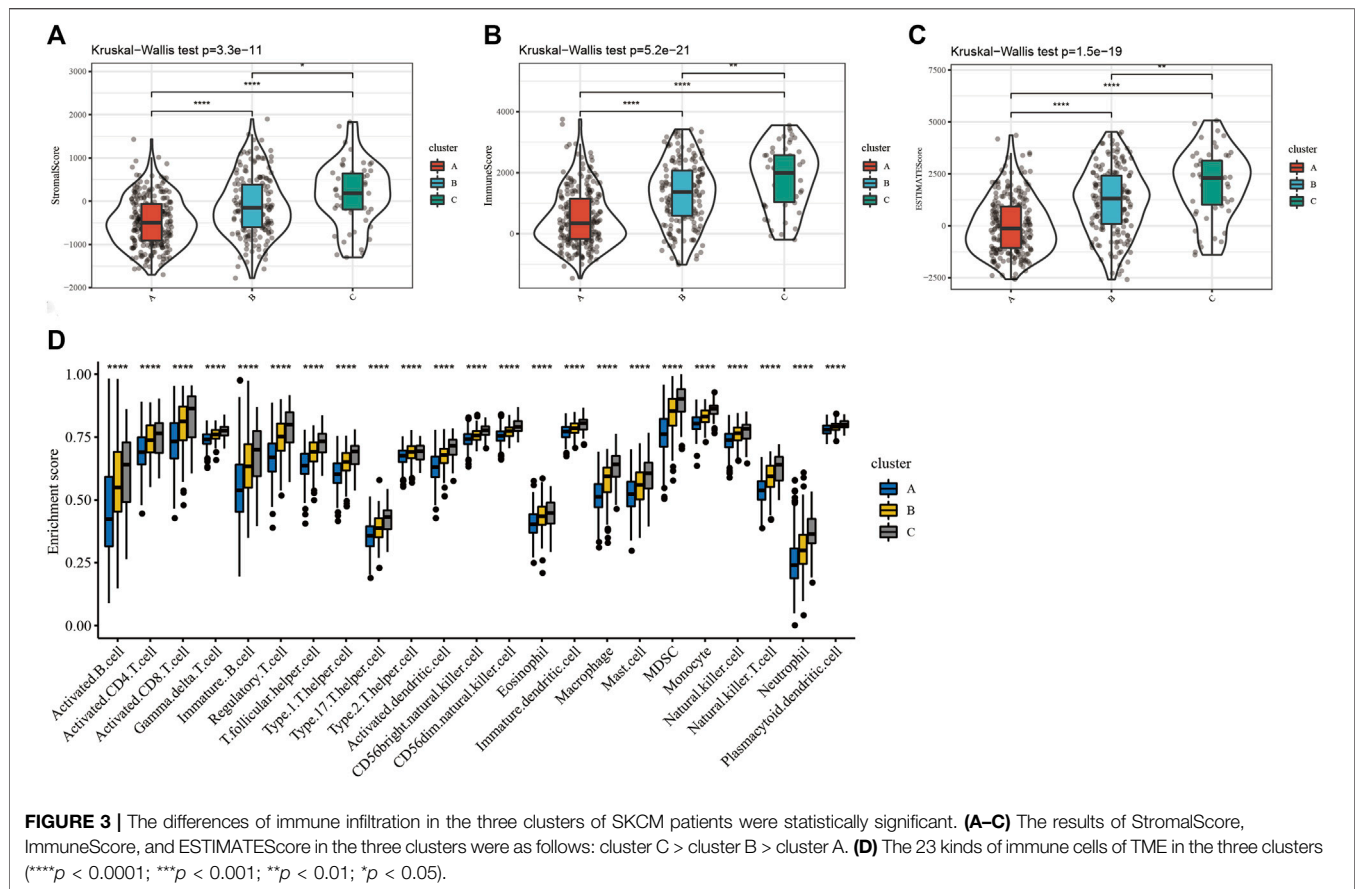 A
Kruskal−Wallis test p=3.3e−11
StromalScore
3000
2000
1000
0
−1000
−2000
*
****
****
A
B
C
cluster
A
B
C
B
Kruskal−Wallis test p=5.2e−21
ImmuneScore
4000
2000
0
**
****
****
A
B
C
cluster
A
B
C
C
Kruskal−Wallis test p=1.5e−19
ESTIMATEScore
7500
5000
2500
0
−2500
**
****
****
A
B
C
cluster
A
B
C
D
Enrichment score
1.00
0.75
0.50
0.25
0.00
**** **** **** **** **** **** **** **** **** **** **** **** **** **** **** **** **** **** **** **** **** **** ****
Activated.B.cell
Activated.CD4.T.cell
Activated.CD8.T.cell
Gamma.delta.T.cell
Immature..B.cell
Regulatory.T.cell
T.follicular.helper.cell
Type.1.T.helper.cell
Type.17.T.helper.cell
Type.2.T.helper.cell
Activated.dendritic.cell
CD56bright.natural.killer.cell
CD56dim.natural.killer.cell
Eosinophil
Immature.dendritic.cell
Macrophage
Mast.cell
MDSC
Monocyte
Natural.killer.cell
Natural.killer.T.cell
Neutrophil
Plasmacytoid.dendritic.cell
cluster
A
B
C
FIGURE 3 | The differences of immune infiltration in the three clusters of SKCM patients were statistically significant. (A–C) The results of StromalScore,
ImmuneScore, and ESTIMATEScore in the three clusters were as follows: cluster C > cluster B > cluster A. (D) The 23 kinds of immune cells of TME in the three clusters
(****p < 0.0001; ***p < 0.001; **p < 0.01; *p < 0.05).